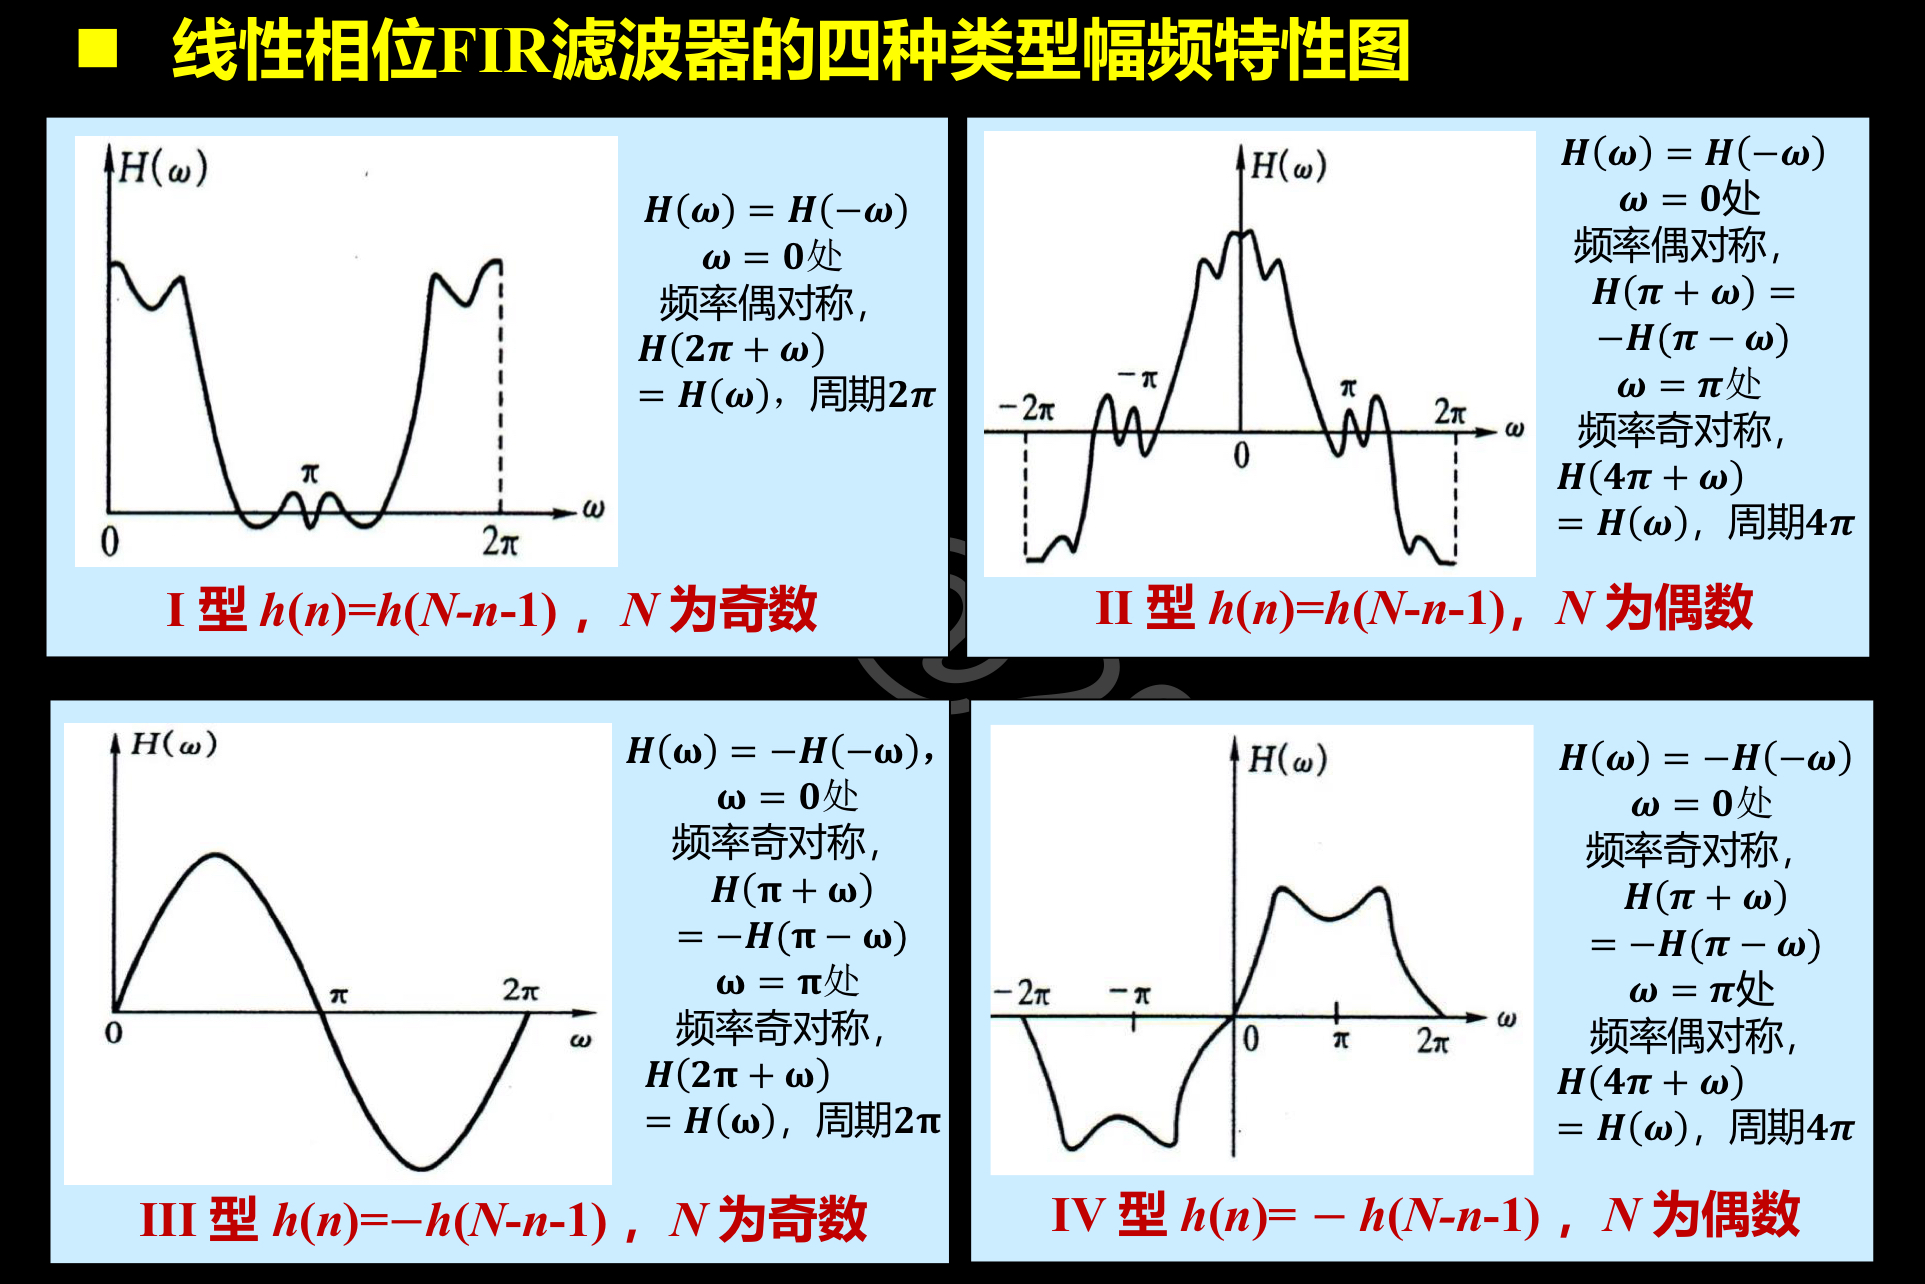 ■ 线性相位FIR滤波器的四种类型幅频特性图
H(ω)
π
ω
0
2π
H(ω) = H(−ω)
ω = 0处
频率偶对称，
H(2π + ω)
= H(ω)，周期2π
I 型 h(n)=h(N-n-1) ，N 为奇数
H(ω)
−2π
−π
π
2π
ω
0
H(ω) = H(−ω)
ω = 0处
频率偶对称，
H(π + ω) =
−H(π − ω)
ω = π处
频率奇对称，
H(4π + ω)
= H(ω)，周期4π
II 型 h(n)=h(N-n-1)，N 为偶数
H(ω)
π
2π
0
ω
H(ω) = −H(−ω)，
ω = 0处
频率奇对称，
H(π + ω)
= −H(π − ω)
ω = π处
频率奇对称，
H(2π + ω)
= H(ω)，周期2π
III 型 h(n)=−h(N-n-1) ，N 为奇数
H(ω)
−2π
−π
ω
0
π
2π
H(ω) = −H(−ω)
ω = 0处
频率奇对称，
H(π + ω)
= −H(π − ω)
ω = π处
频率偶对称，
H(4π + ω)
= H(ω)，周期4π
IV 型 h(n)= − h(N-n-1) ，N 为偶数